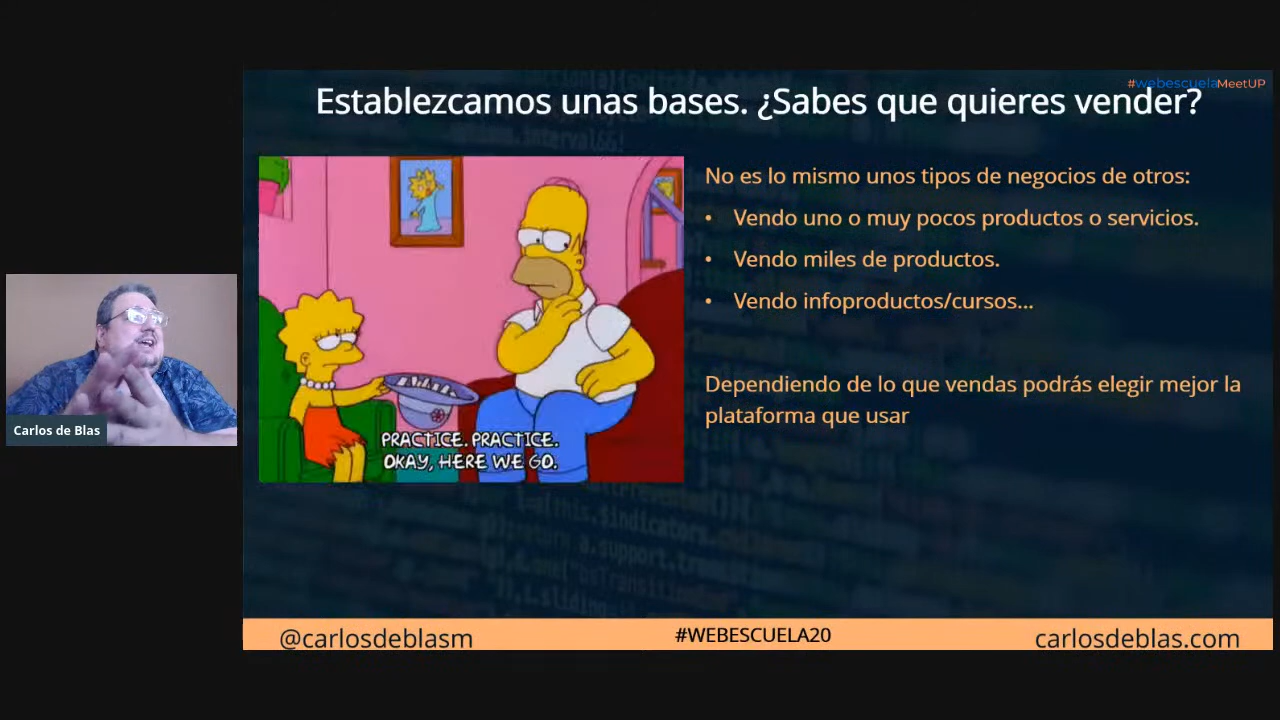 #webescuelaMeetUP
Establezcamos unas bases. ¿Sabes que quieres vender?
No es lo mismo unos tipos de negocios de otros:
• Vendo uno o muy pocos productos o servicios.
• Vendo miles de productos.
• Vendo infoproductos/cursos...
Dependiendo de lo que vendas podrás elegir mejor la
plataforma que usar
PRACTICE. PRACTICE.
OKAY, HERE WE GO.
Carlos de Blas
@carlosdeblasm
#WEBESCUELA20
carlosdeblas.com